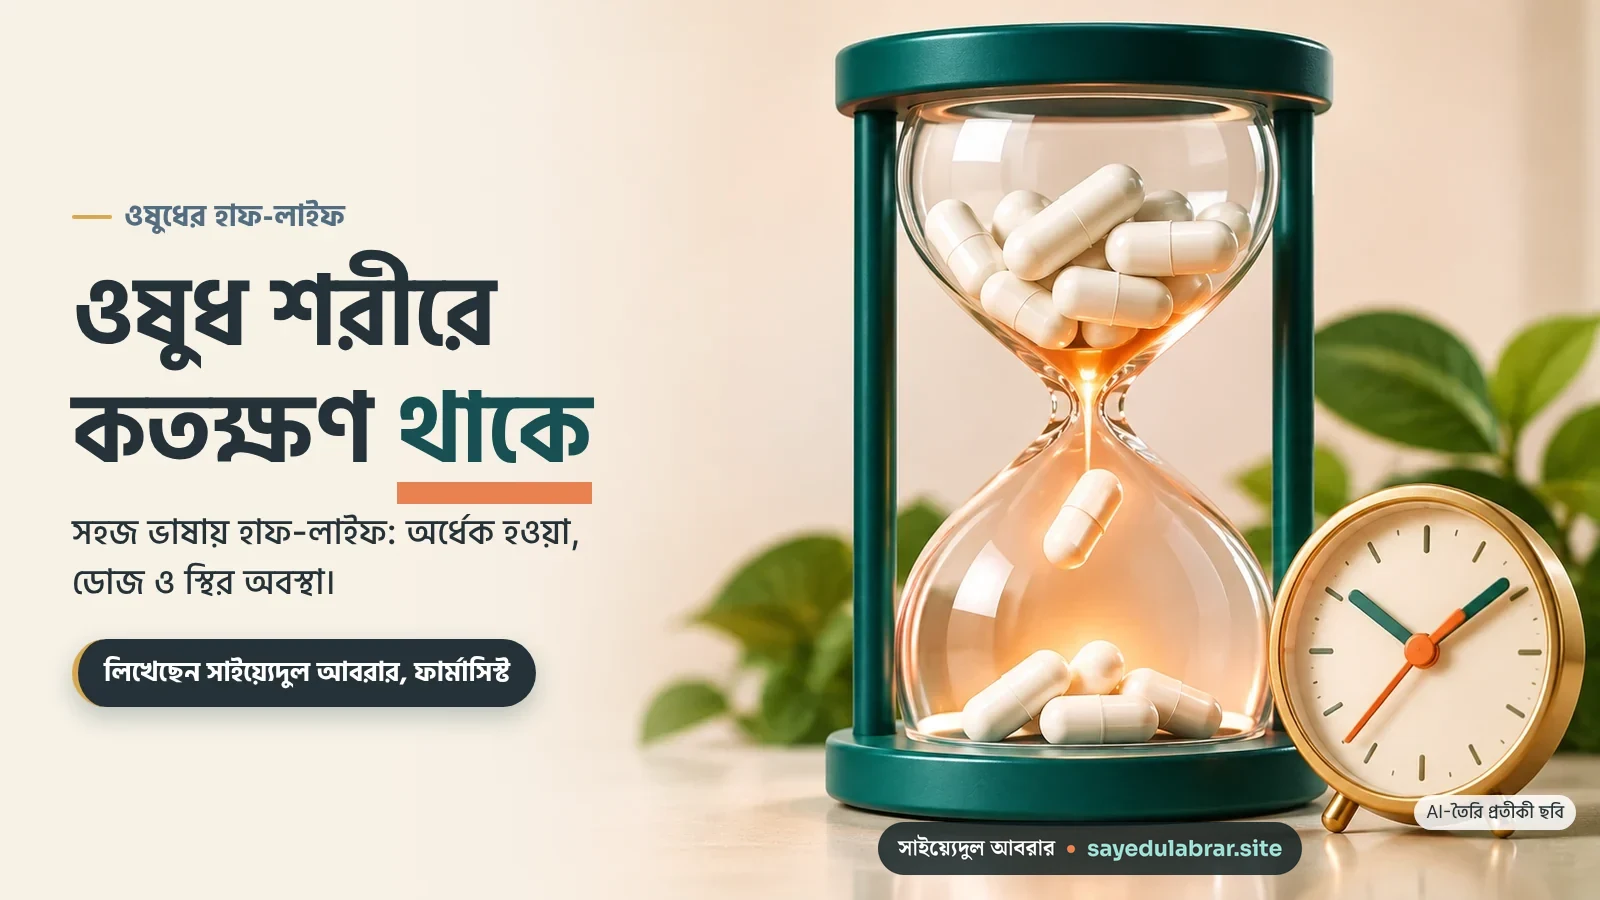 ওষুধের হাফ-লাইফ
ওষুধ শরীরে
কতক্ষণ থাকে
সহজ ভাষায় হাফ-লাইফ: অর্ধেক হওয়া,
ডোজ ও স্থির অবস্থা।
লিখেছেন সাইয়্যেদুল আবরার, ফার্মাসিস্ট
AI-তৈরি প্রতীকী ছবি
সাইয়্যেদুল আবরার • sayedulabrar.site